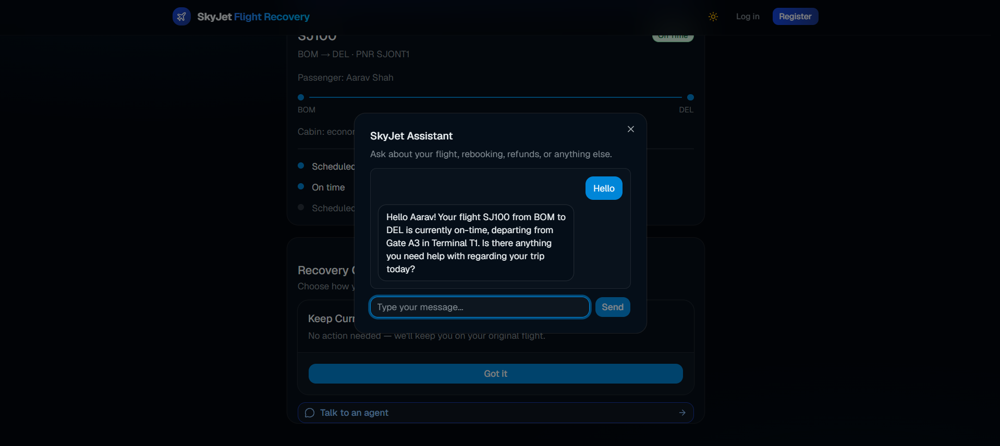 SkyJet Flight Recovery
Log in
Register
SJ100
On Time
BOM → DEL · PNR SJONT1
Passenger: Aarav Shah
BOM
DEL
Cabin:
Scheduled
On time
Scheduled
SkyJet Assistant
Ask about your flight, rebooking, refunds, or anything else.
Hello
Hello Aarav! Your flight SJ100 from BOM to
DEL is currently on-time, departing from
Gate A3 in Terminal T1. Is there anything
you need help with regarding your trip
today?
Type your message...
Send
Recovery
Choose how
Keep
No action needed — we'll keep you on your original flight.
Got it
Talk to an agent